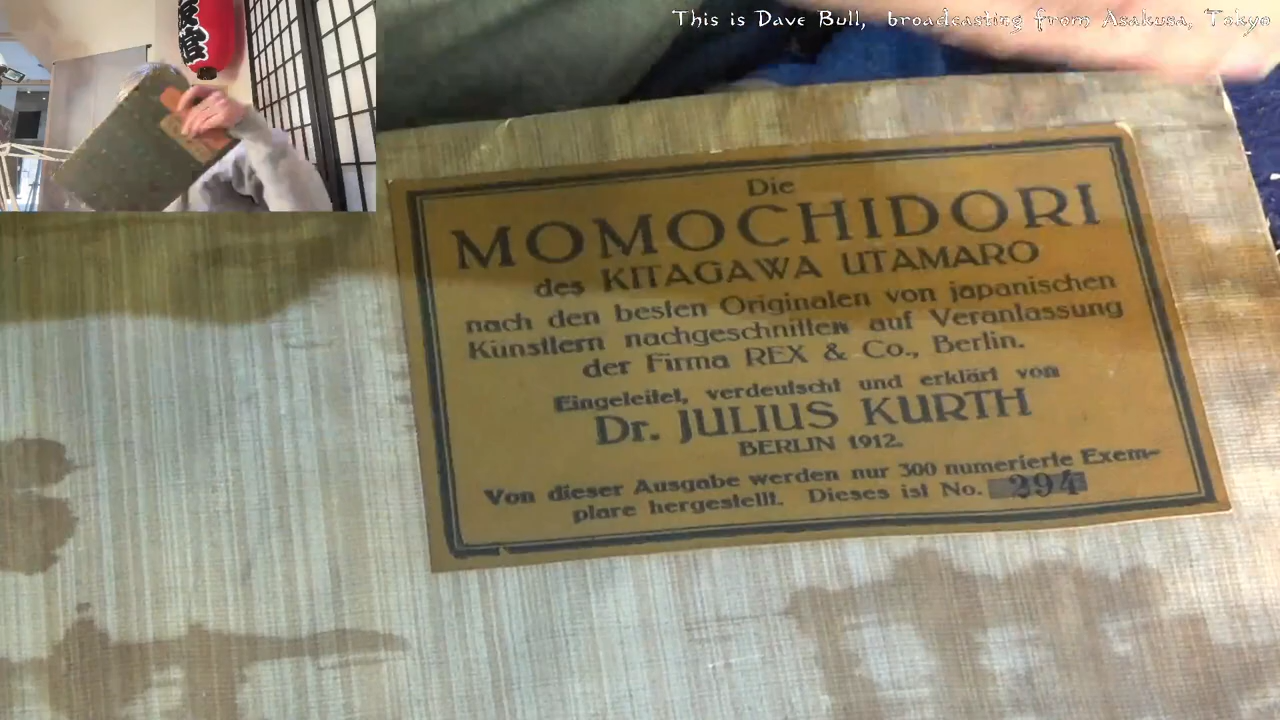 This is Dave Bull, broadcasting from Asakusa, Tokyo
Die
MOMOCHIDORI
des KITAGAWA UTAMARO
nach den besten Originalen von japanischen
Künstlern nachgeschnitten auf Veranlassung
der Firma REX & Co., Berlin.
Eingeleitet, verdeutscht und erklärt von
Dr. JULIUS KURTH
BERLIN 1912.
Von dieser Ausgabe werden nur 300 numerierte Exem-
plare hergestellt. Dieses ist No. 294